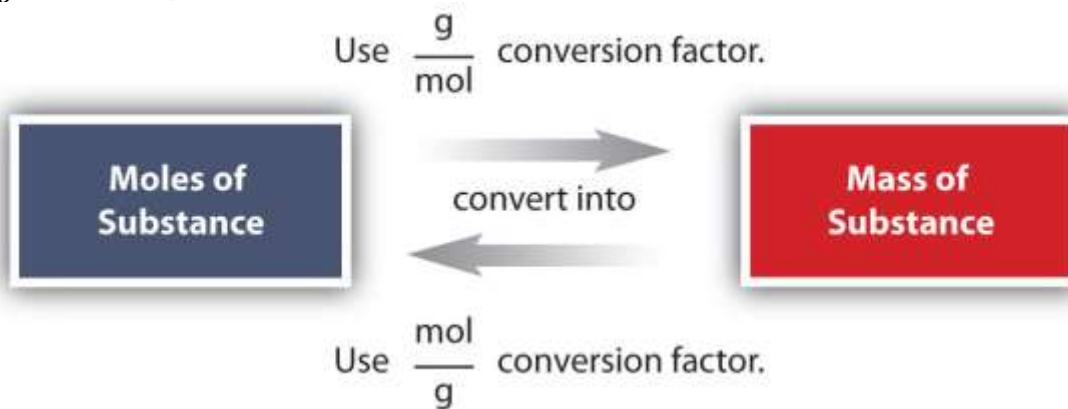 Use g/mol conversion factor.
Moles of
Substance
convert into
Mass of
Substance
Use mol/g conversion factor.